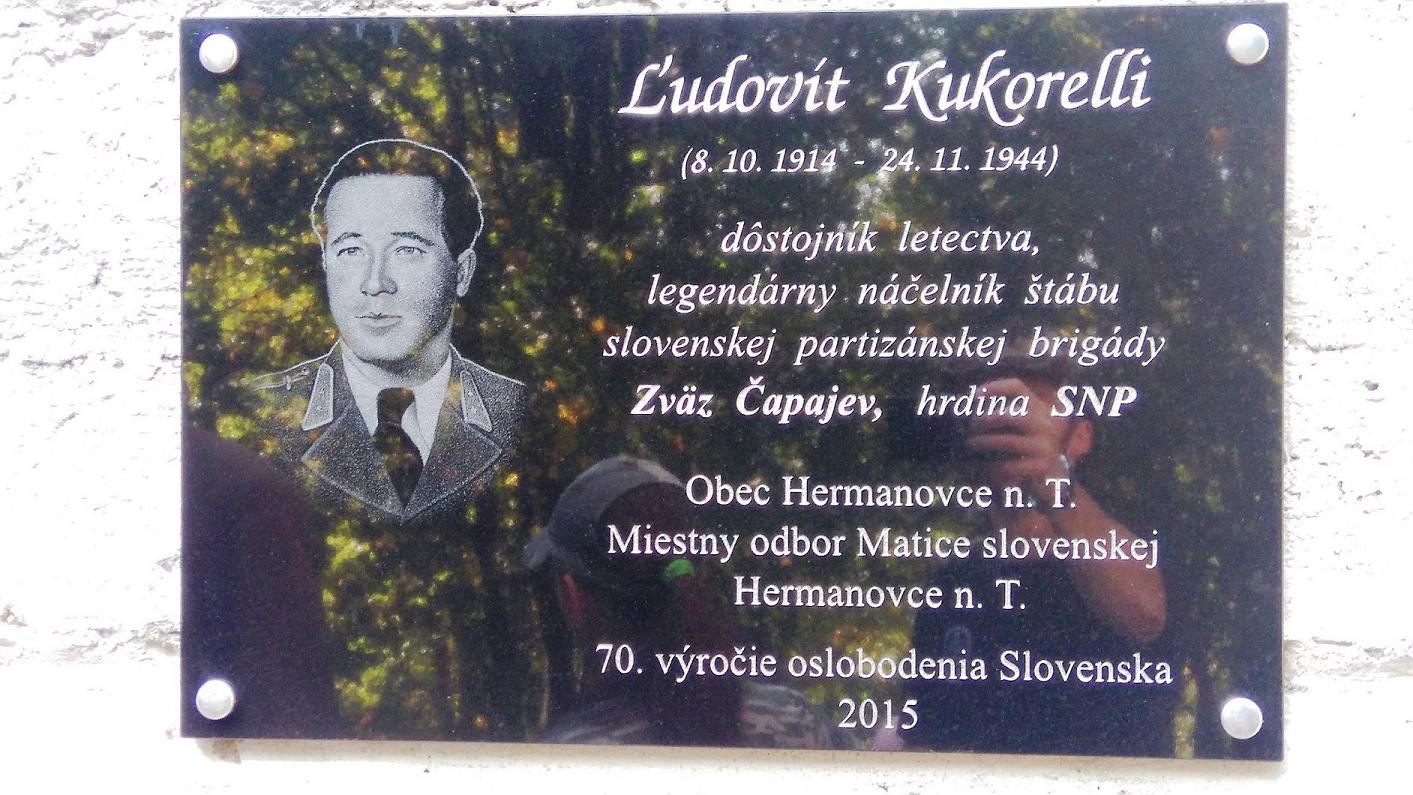 Ľudovít Kukorelli
(8. 10. 1914 - 24. 11. 1944)
dôstojník letectva,
legendárny náčelník štábu
slovenskej partizánskej brigády
Zväz Čapajev, hrdina SNP
Obec Hermanovce n. T.
Miestny odbor Matice slovenskej
Hermanovce n. T.
70. výročie oslobodenia Slovenska
2015